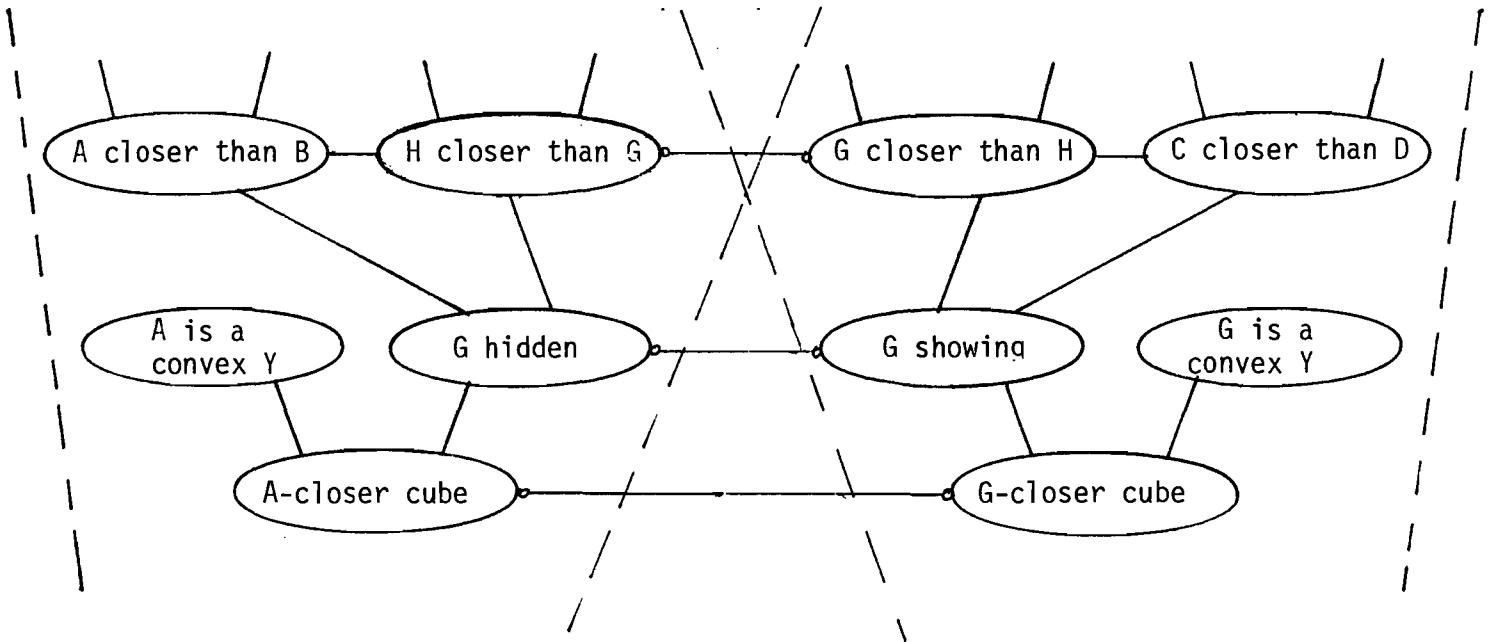 A closer than B
H closer than G
G closer than H
C closer than D
A is a
convex Y
G hidden
G showing
G is a
convex Y
A-closer cube
G-closer cube